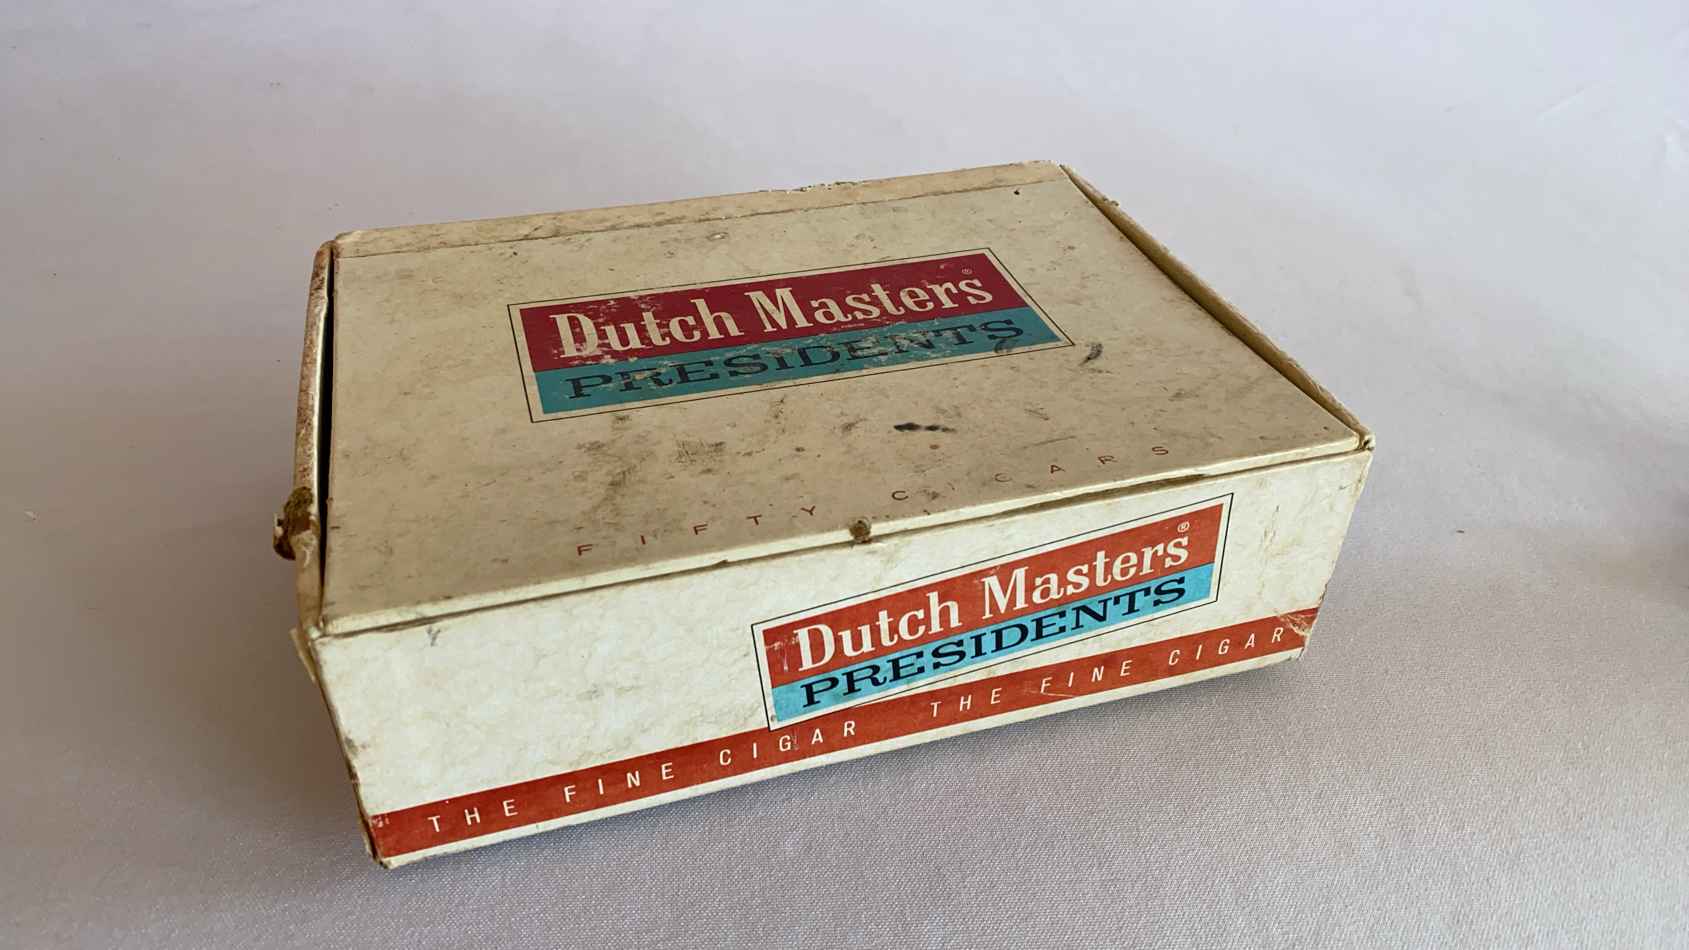 Dutch Masters®
PRESIDENTS
FIFTY CIGARS
Dutch Masters®
PRESIDENTS
THE FINE CIGAR THE FINE CIGAR